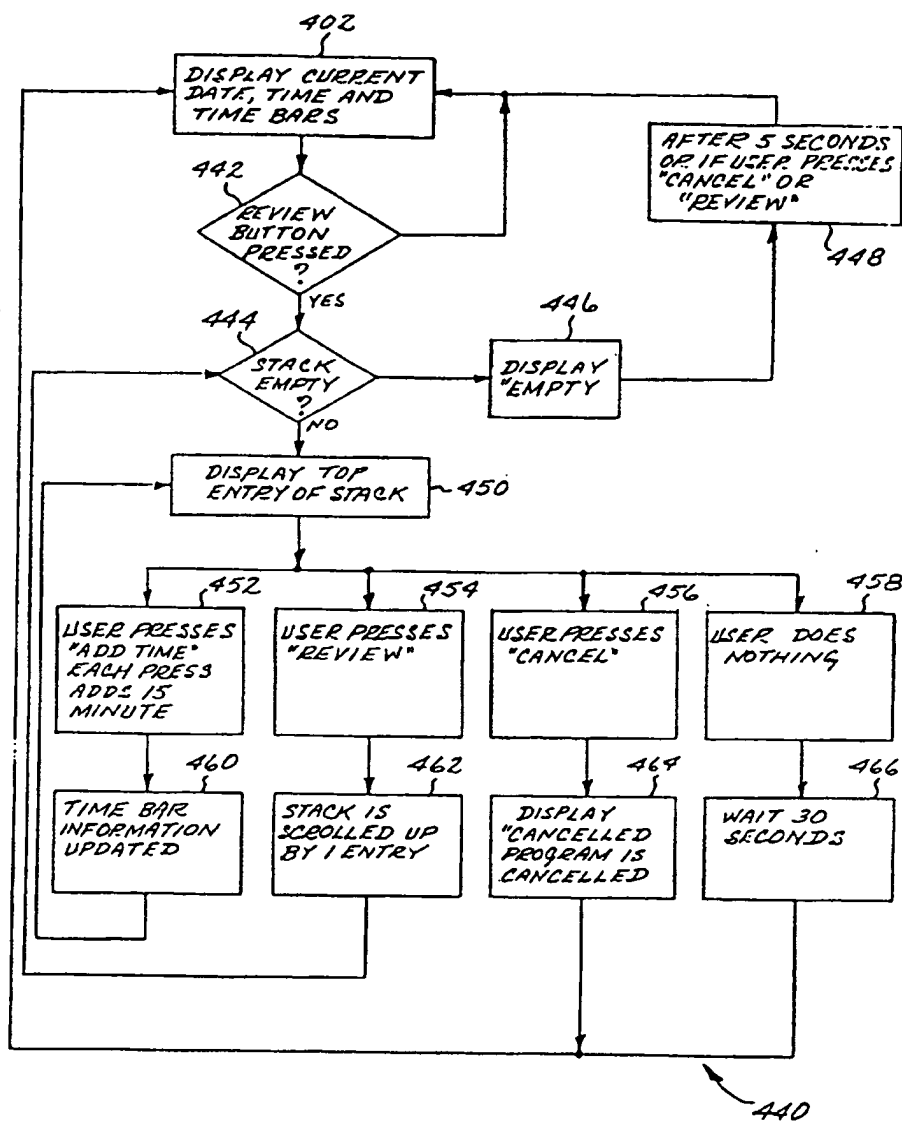 402
DISPLAY CURRENT
DATE, TIME AND
TIME BARS
442
REVIEW
BUTTON
PRESSED
?
YES
AFTER 5 SECONDS
OR IF USER PRESSES
"CANCEL" OR
"REVIEW"
448
444
STACK
EMPTY
?
NO
446
DISPLAY
"EMPTY
DISPLAY TOP
ENTRY OF STACK
450
452
USER PRESSES
"ADD TIME"
EACH PRESS
ADDS 15
MINUTE
454
USER PRESSES
"REVIEW"
456
USER PRESSES
"CANCEL"
458
USER DOES
NOTHING
460
TIME BAR
INFORMATION
UPDATED
462
STACK IS
SCROLLED UP
BY 1 ENTRY
464
DISPLAY
"CANCELLED
PROGRAM IS
CANCELLED
466
WAIT 30
SECONDS
440